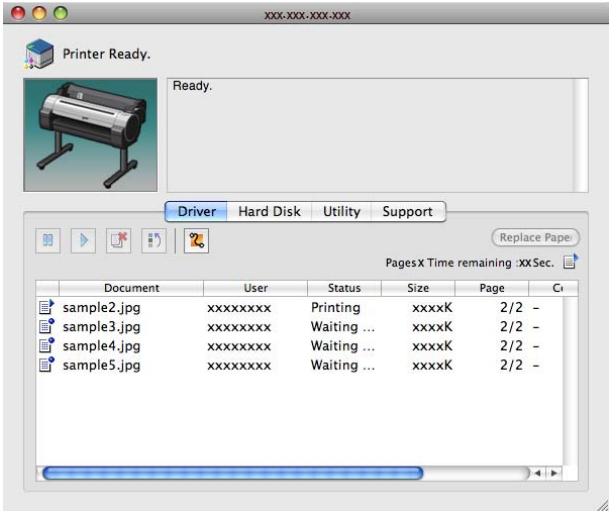 xxx-xxx-xxx-xxx
Printer Ready.
Ready.
Driver Hard Disk Utility Support
Replace Paper
Pages X Time remaining :XX Sec.
Document User Status Size Page
sample2.jpg xxxxxxxx Printing xxxxK 2/2 –
sample3.jpg xxxxxxxx Waiting ... xxxxK 2/2 –
sample4.jpg xxxxxxxx Waiting ... xxxxK 2/2 –
sample5.jpg xxxxxxxx Waiting ... xxxxK 2/2 –